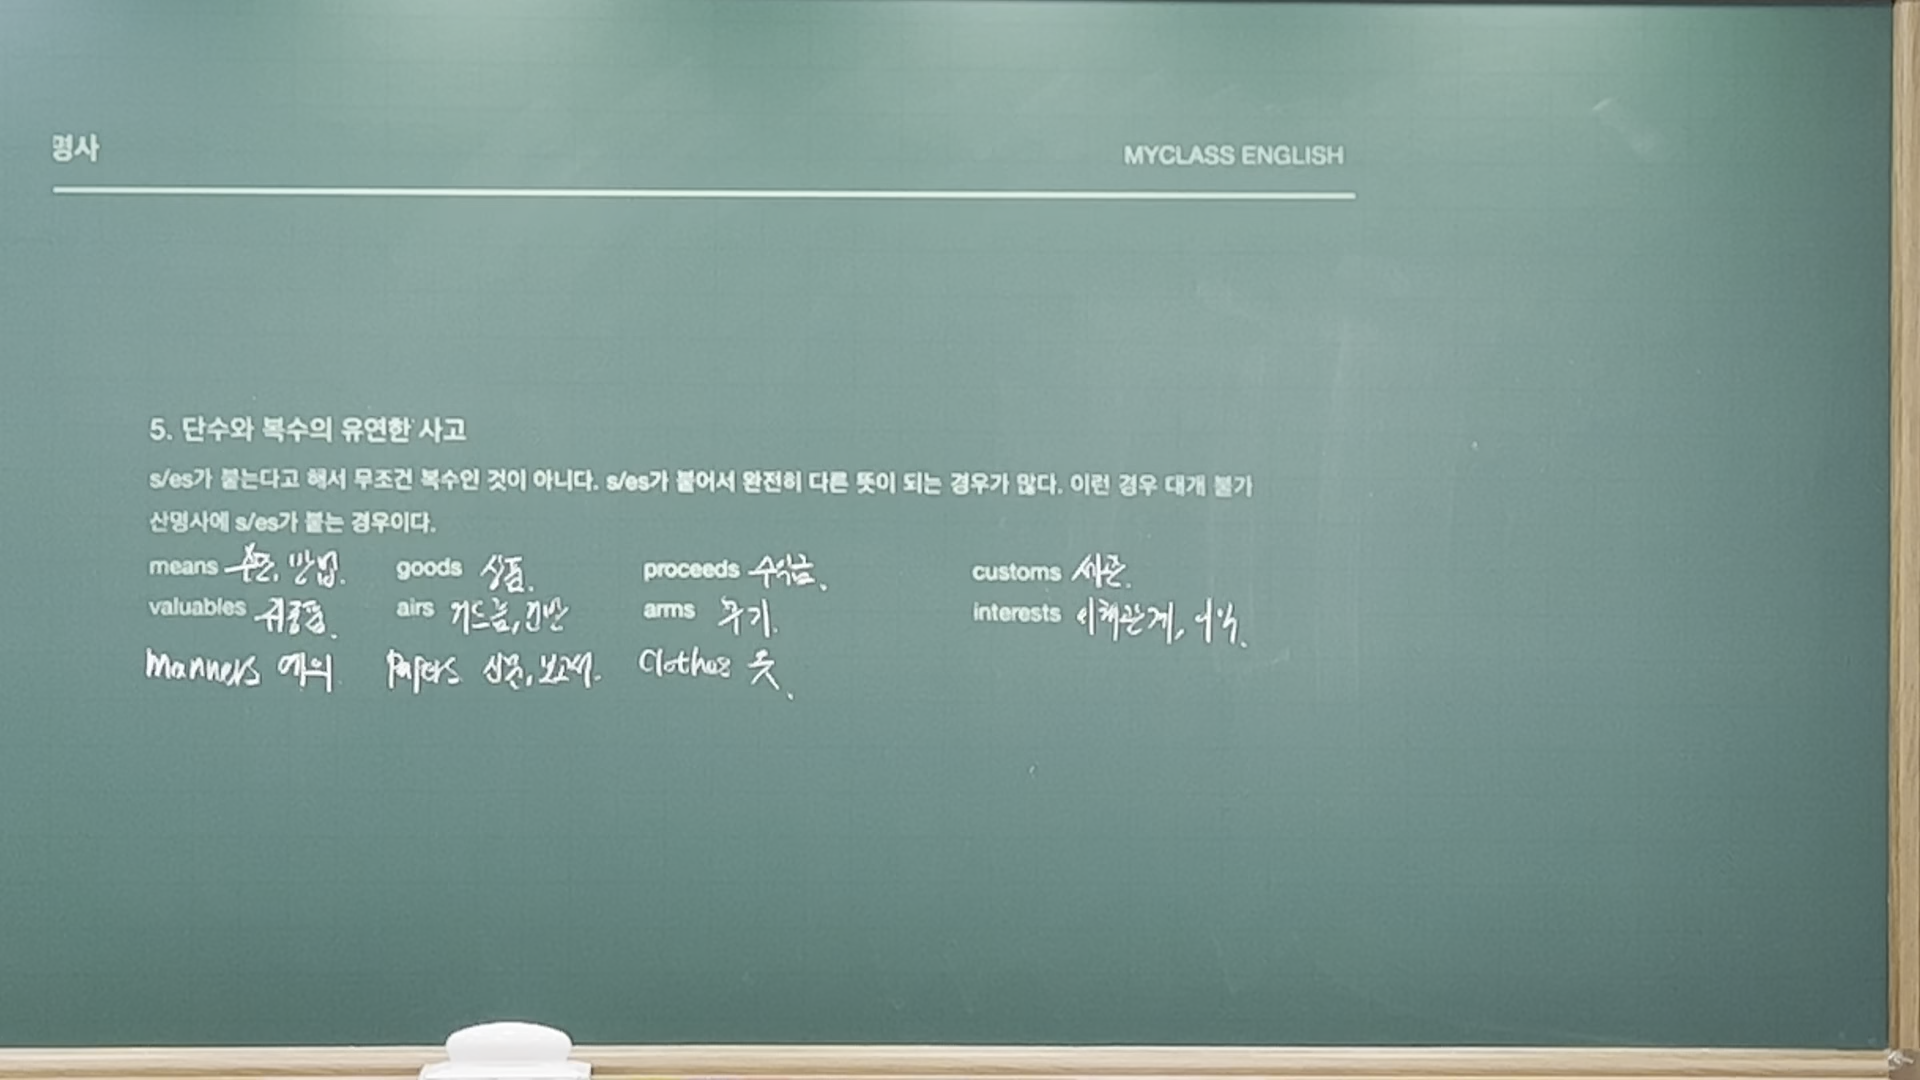 명사 MYCLASS ENGLISH
5. 단수와 복수의 유연한 사고
s/es가 붙는다고 해서 무조건 복수인 것이 아니다. s/es가 붙어서 완전히 다른 뜻이 되는 경우가 많다. 이런 경우 대개 불가
산명사에 s/es가 붙는 경우이다.
means 수단, 방법. goods 상품. proceeds 수익금. customs 세관.
valuables 귀중품. airs 거드름, 건방 arms 무기. interests 이해관계, 이익.
manners 예의 papers 신문, 보고서. Clothes 옷.